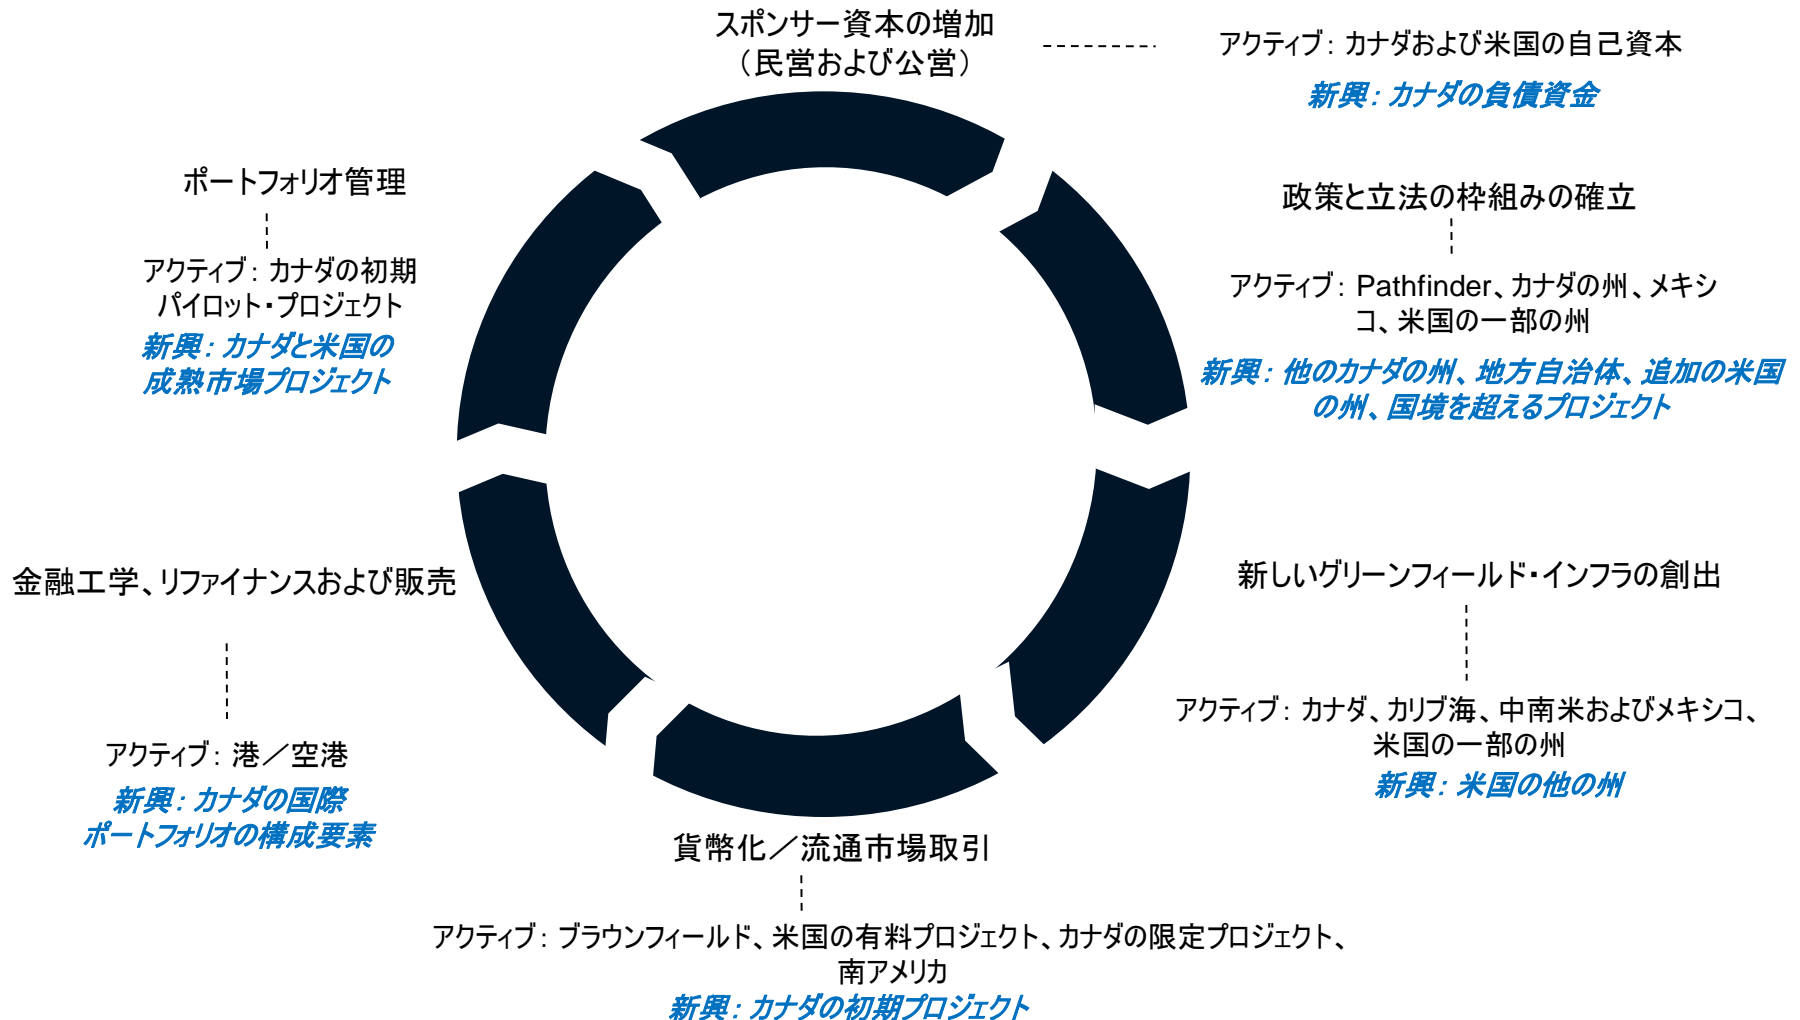 スポンサー資本の増加
（民営および公営）
アクティブ： カナダおよび米国の自己資本
新興： カナダの負債資金
政策と立法の枠組みの確立
アクティブ： Pathfinder、カナダの州、メキシ
コ、米国の一部の州
新興： 他のカナダの州、地方自治体、追加の米国
の州、国境を超えるプロジェクト
新しいグリーンフィールド・インフラの創出
アクティブ： カナダ、カリブ海、中南米およびメキシコ、
米国の一部の州
新興： 米国の他の州
貨幣化／流通市場取引
アクティブ： ブラウンフィールド、米国の有料プロジェクト、カナダの限定プロジェクト、
南アメリカ
新興： カナダの初期プロジェクト
金融工学、リファイナンスおよび販売
アクティブ： 港／空港
新興： カナダの国際
ポートフォリオの構成要素
ポートフォリオ管理
アクティブ： カナダの初期
パイロット・プロジェクト
新興： カナダと米国の
成熟市場プロジェクト